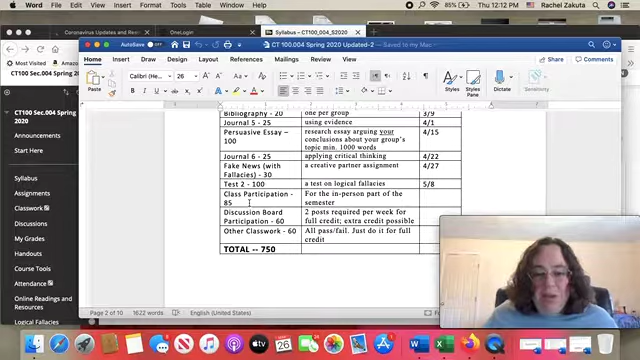 Word File Edit View Insert Format Tools Table Window Help 85% Thu 12:12 PM Rachel Zakuta
Coronavirus Updates and Re OneLogin Syllabus – CT100_004_S2020
AutoSave OFF CT 100.004 Spring 2020 Updated-2 — Saved to my Mac
Most Visited
CT100 Sec.004 Spring 20
Home Insert Draw Design Layout References Mailings Review View Share Comments
Calibri (He... 26
Paste Styles Styles Pane Dictate
CT100 Sec.004 Spring 20
Announcements
Start Here
Syllabus
Assignments
Classwork
Discussions
My Grades
Handouts
Course Tools
Attendance
Online Readings and
Resources
Logical Fallacies
Bibliography - 20 one per group 3/9
Journal 5 - 25 using evidence 4/1
Persuasive Essay – 100 research essay arguing your conclusions about your group's topic min. 1000 words 4/15
Journal 6 - 25 applying critical thinking 4/22
Fake News (with Fallacies) - 30 a creative partner assignment 4/27
Test 2 - 100 a test on logical fallacies 5/8
Class Participation - 85 For the in-person part of the semester
Discussion Board Participation - 60 2 posts required per week for full credit; extra credit possible
Other Classwork - 60 All pass/fail. Just do it for full credit
TOTAL -- 750
Page 2 of 10 1622 words English (United States)